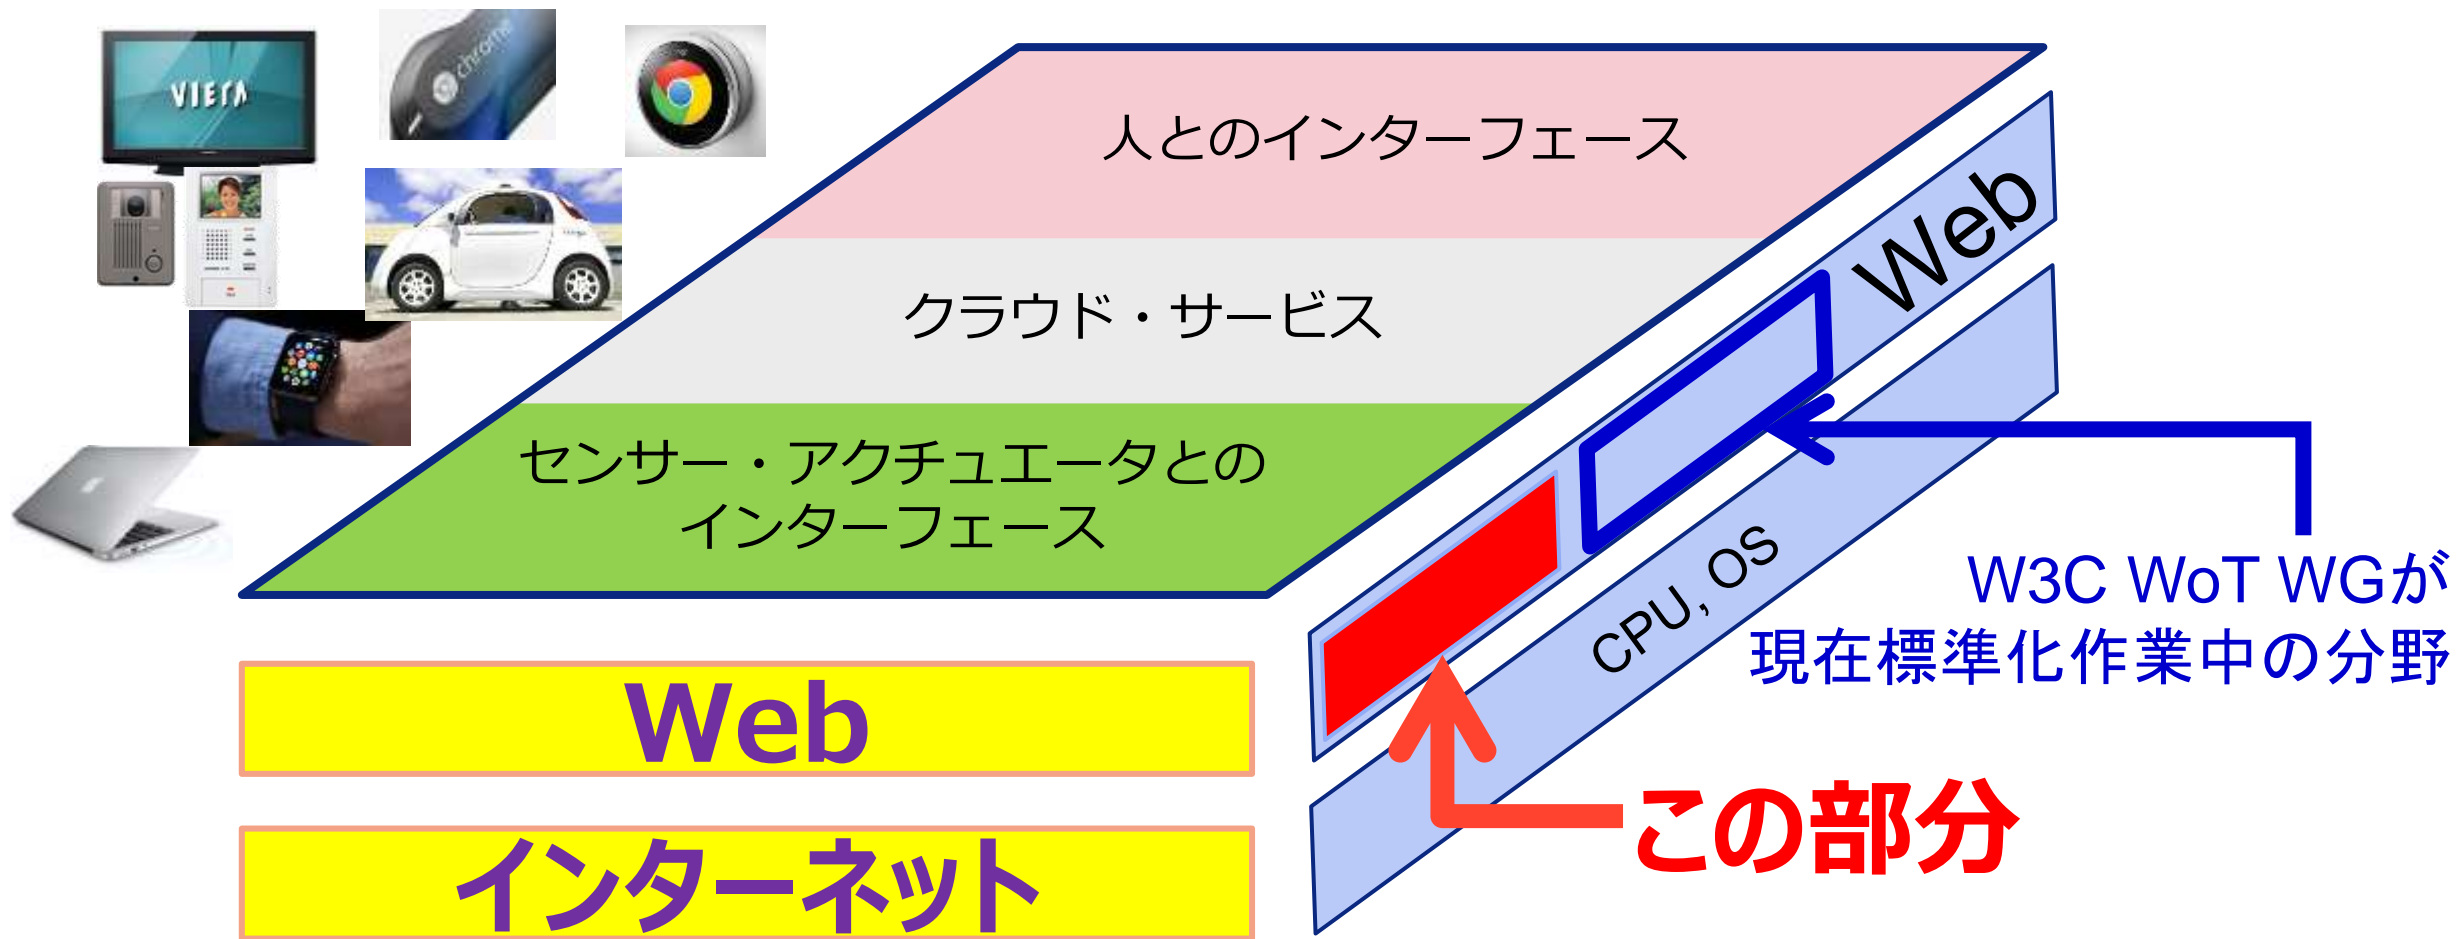 VIERA
chrome
人とのインターフェース
クラウド・サービス
センサー・アクチュエータとの
インターフェース
Web
CPU, OS
W3C WoT WGが
現在標準化作業中の分野
この部分
Web
インターネット